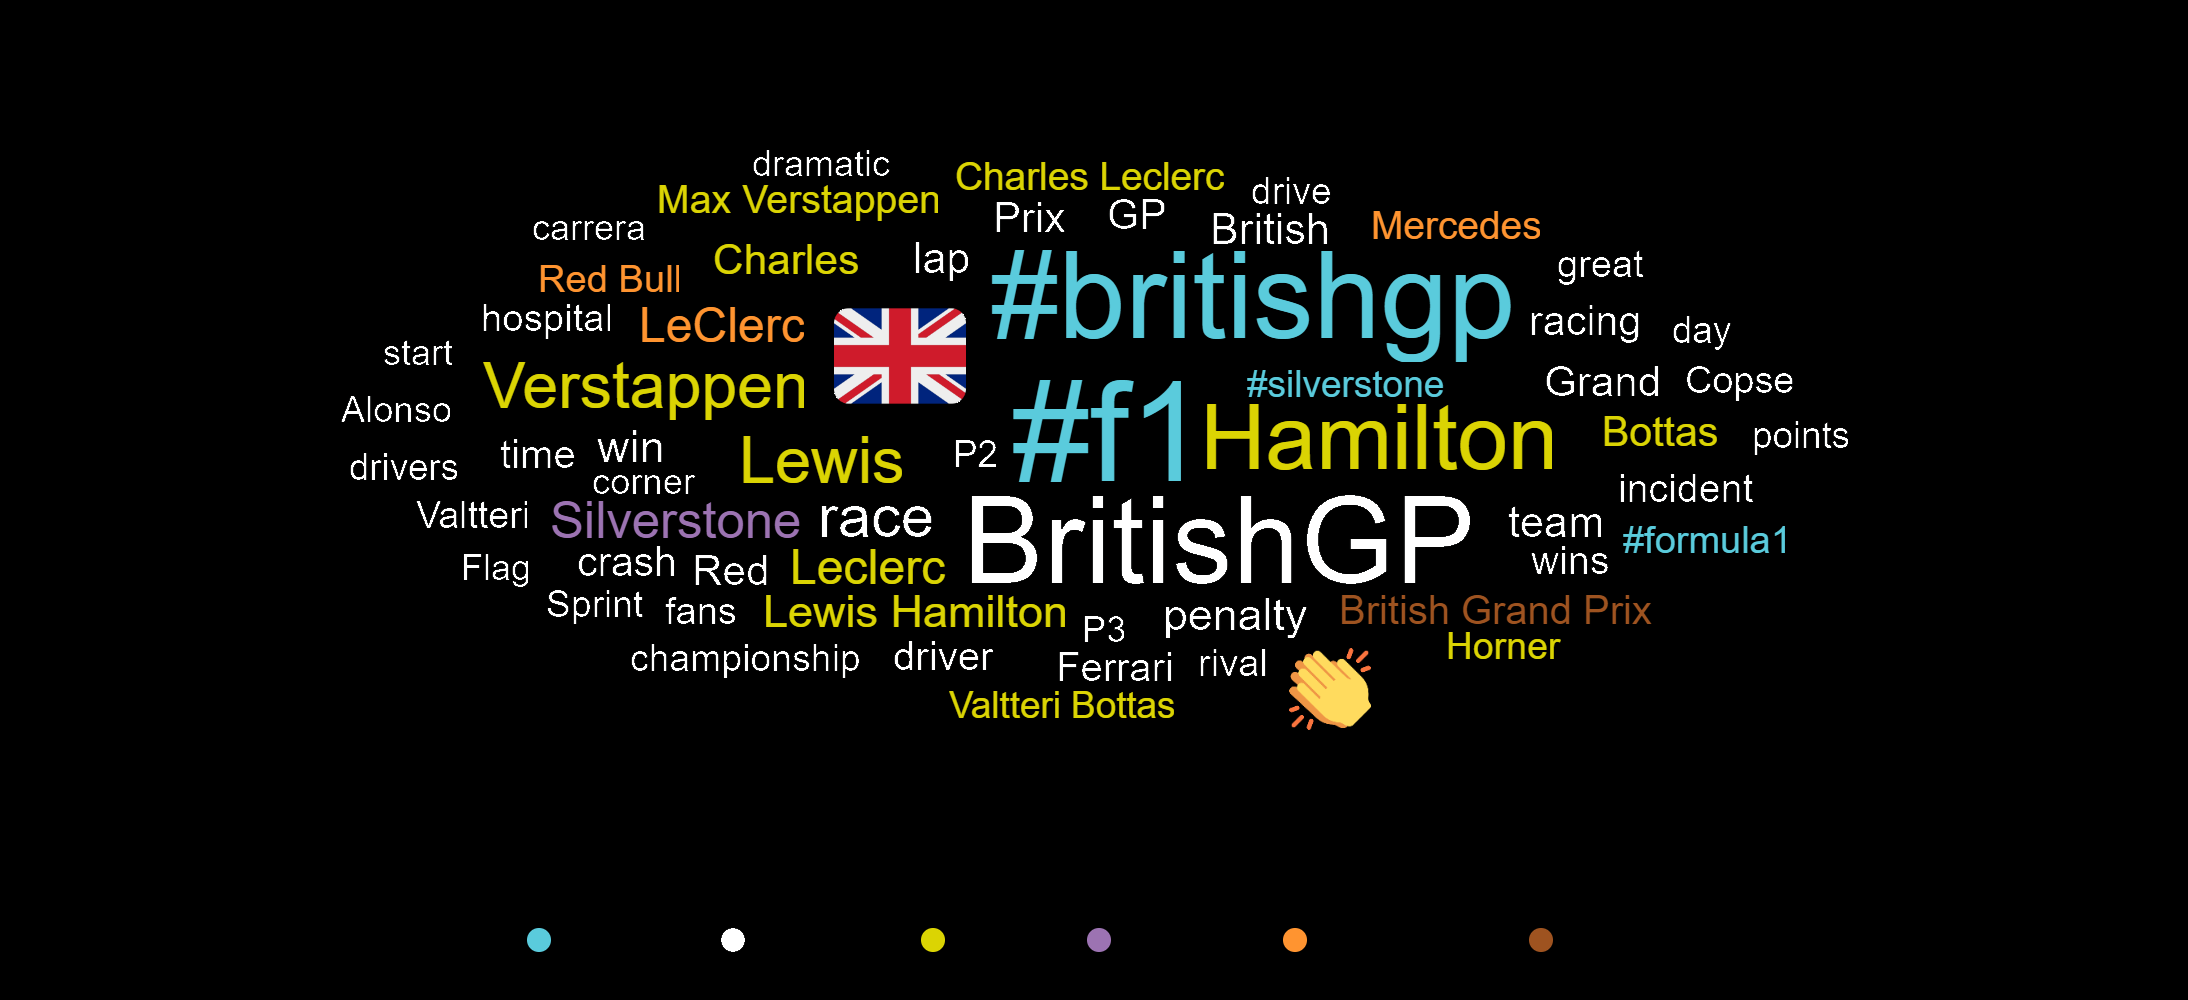 dramatic
Charles Leclerc
Max Verstappen
drive
carrera
Prix
GP
British
Mercedes
Charles
lap
#britishgp
great
Red Bull
hospital
LeClerc
racing
day
start
Verstappen
#silverstone
Grand
Copse
Alonso
#f1
Hamilton
Bottas
points
time
win
Lewis
P2
drivers
corner
incident
Valtteri
Silverstone
race
BritishGP
team
#formula1
Flag
crash
Red
Leclerc
wins
Sprint
fans
Lewis Hamilton
P3
penalty
British Grand Prix
championship
driver
Ferrari
rival
Horner
Valtteri Bottas